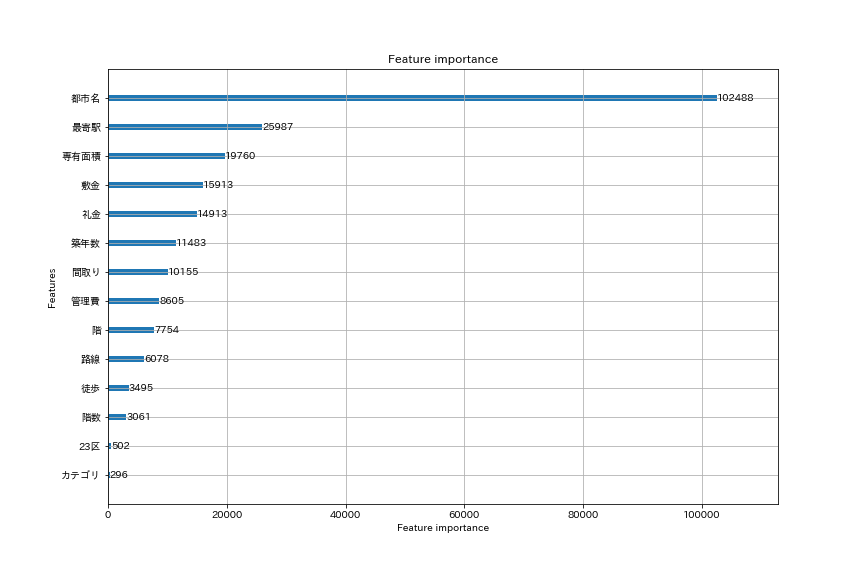 Feature importance
都市名 102488
最寄駅 25987
専有面積 19760
敷金 15913
礼金 14913
築年数 11483
間取り 10155
管理費 8605
階 7754
路線 6078
徒歩 3495
階数 3061
23区 502
カテゴリ 296
Features
0 20000 40000 60000 80000 100000
Feature importance